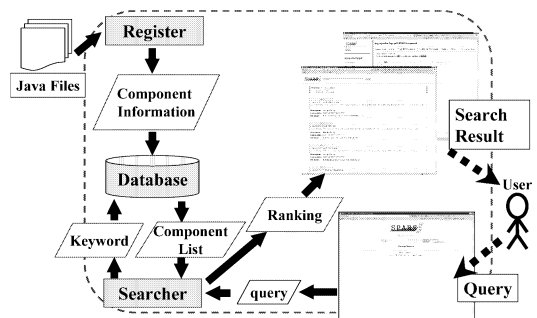 Register
Java Files
Component
Information
Search
Result
Database
User
Ranking
Keyword
Component
List
SPARS
Searcher
query
Query